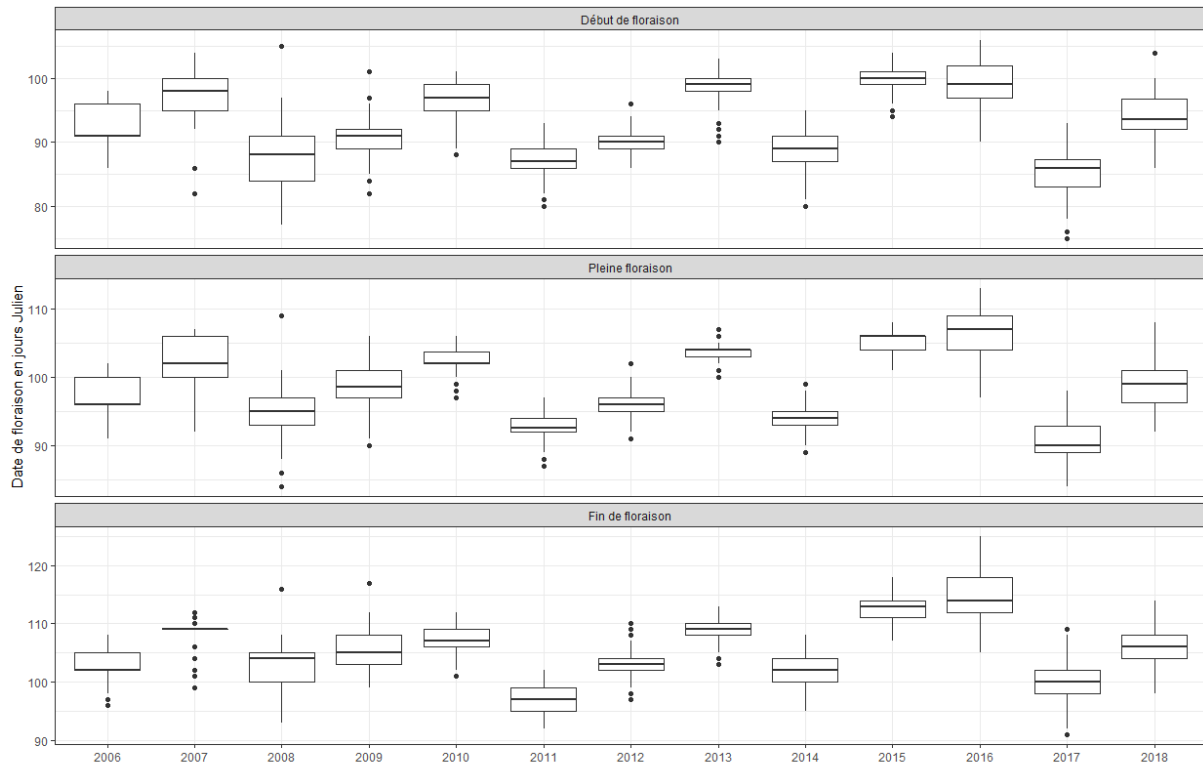 Début de floraison
100
90
80
Pleine floraison
110
100
90
Date de floraison en jours Julien
Fin de floraison
120
110
100
90
2006 2007 2008 2009 2010 2011 2012 2013 2014 2015 2016 2017 2018